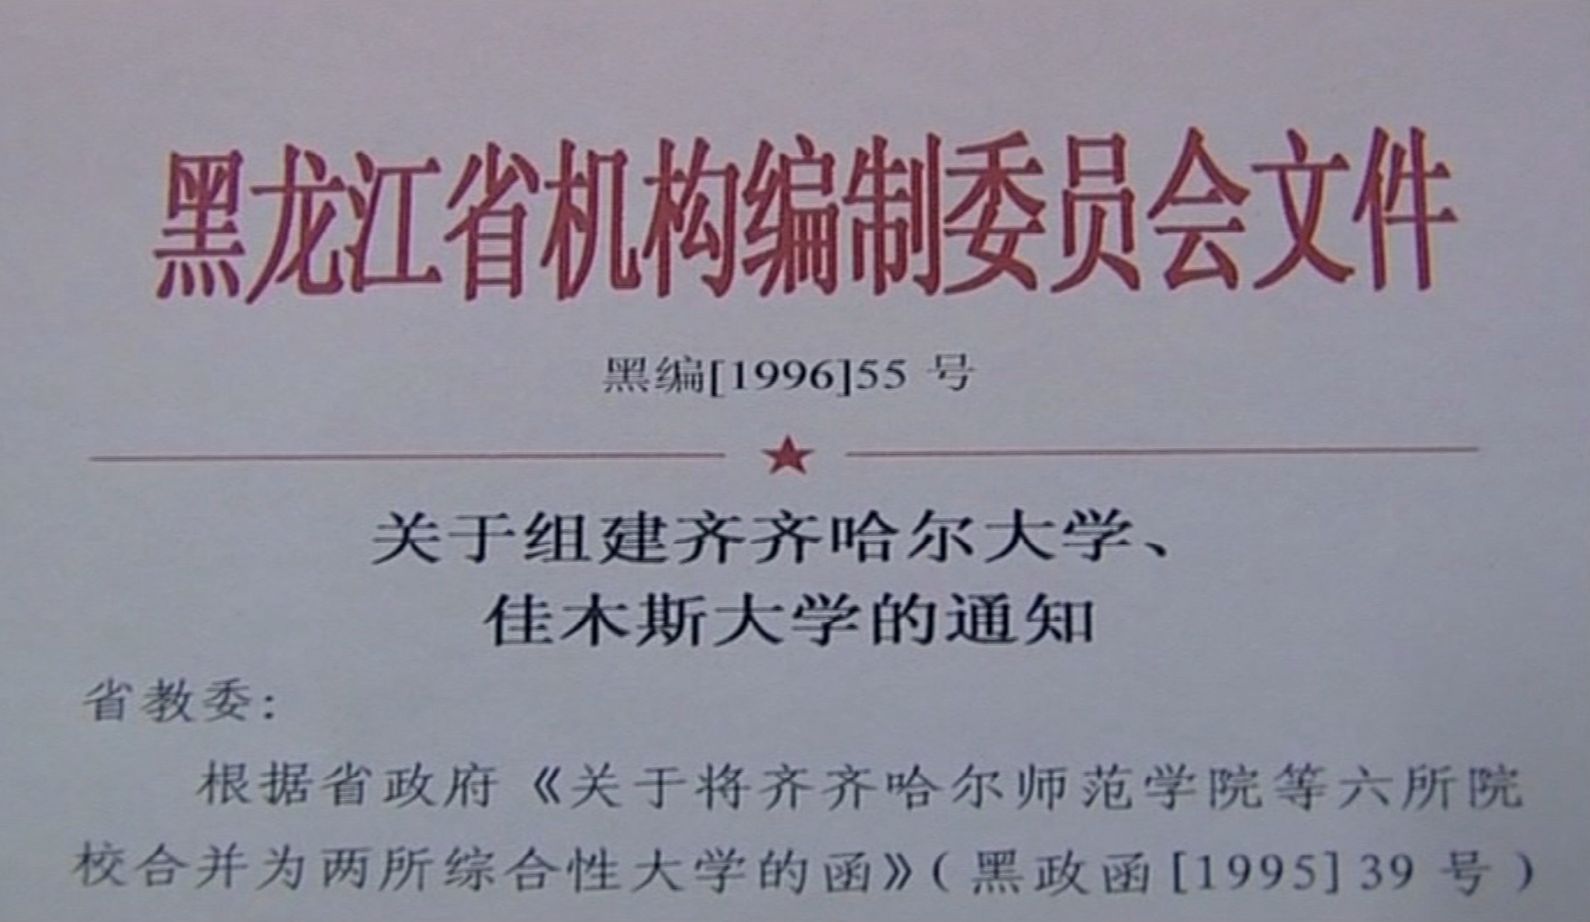 黑龙江省机构编制委员会文件
黑编[1996]55 号
关于组建齐齐哈尔大学、
佳木斯大学的通知
省教委:
根据省政府《关于将齐齐哈尔师范学院等六所院
校合并为两所综合性大学的函》(黑政函[1995]39 号)